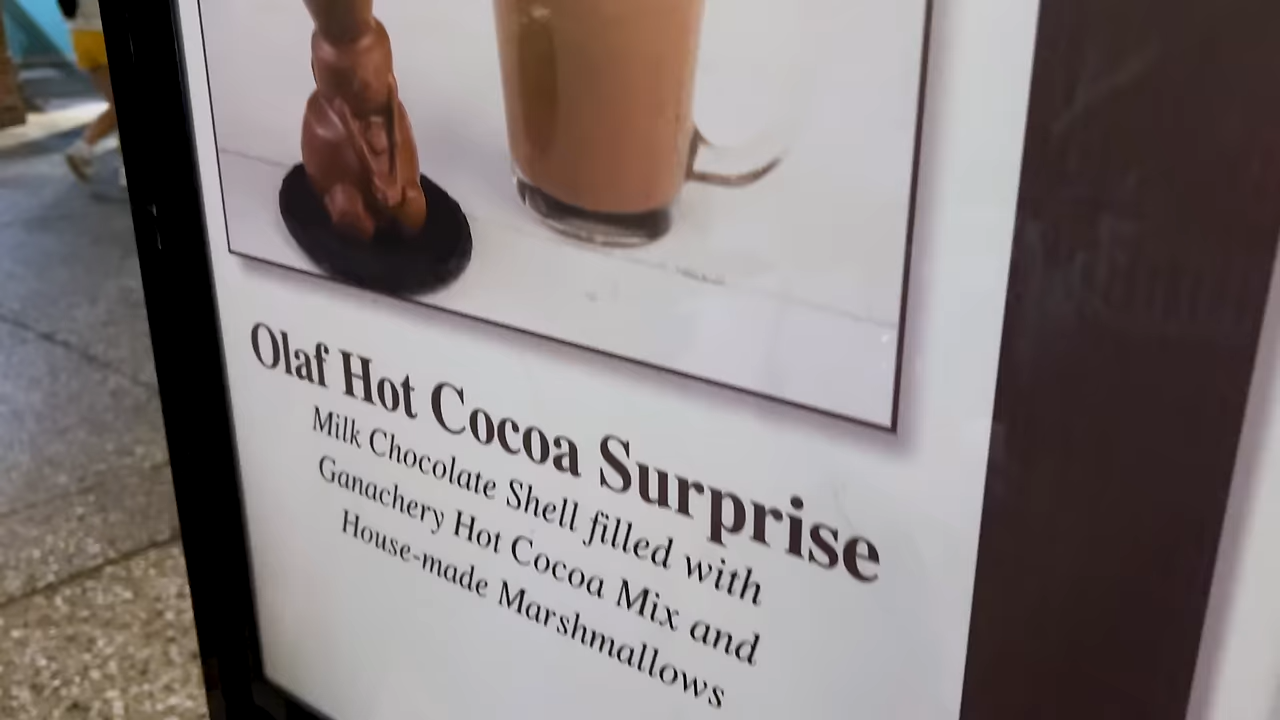 Olaf Hot Cocoa Surprise
Milk Chocolate Shell filled with
Ganachery Hot Cocoa Mix and
House-made Marshmallows